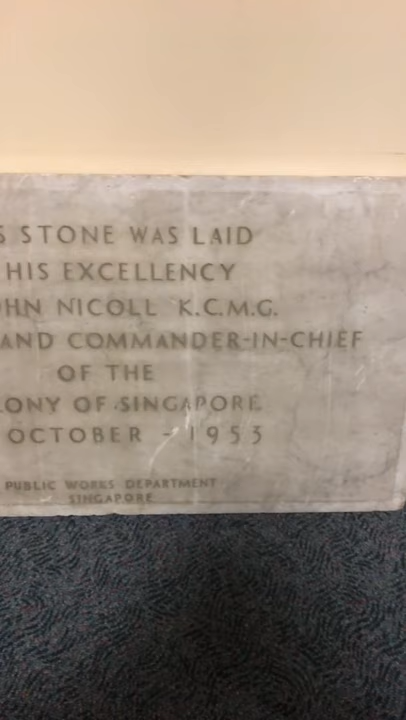 S STONE WAS LAID
HIS EXCELLENCY
OHN NICOLL K.C.M.G.
AND COMMANDER-IN-CHIEF
OF THE
LONY OF SINGAPORE
OCTOBER - 1953
PUBLIC WORKS DEPARTMENT
SINGAPORE